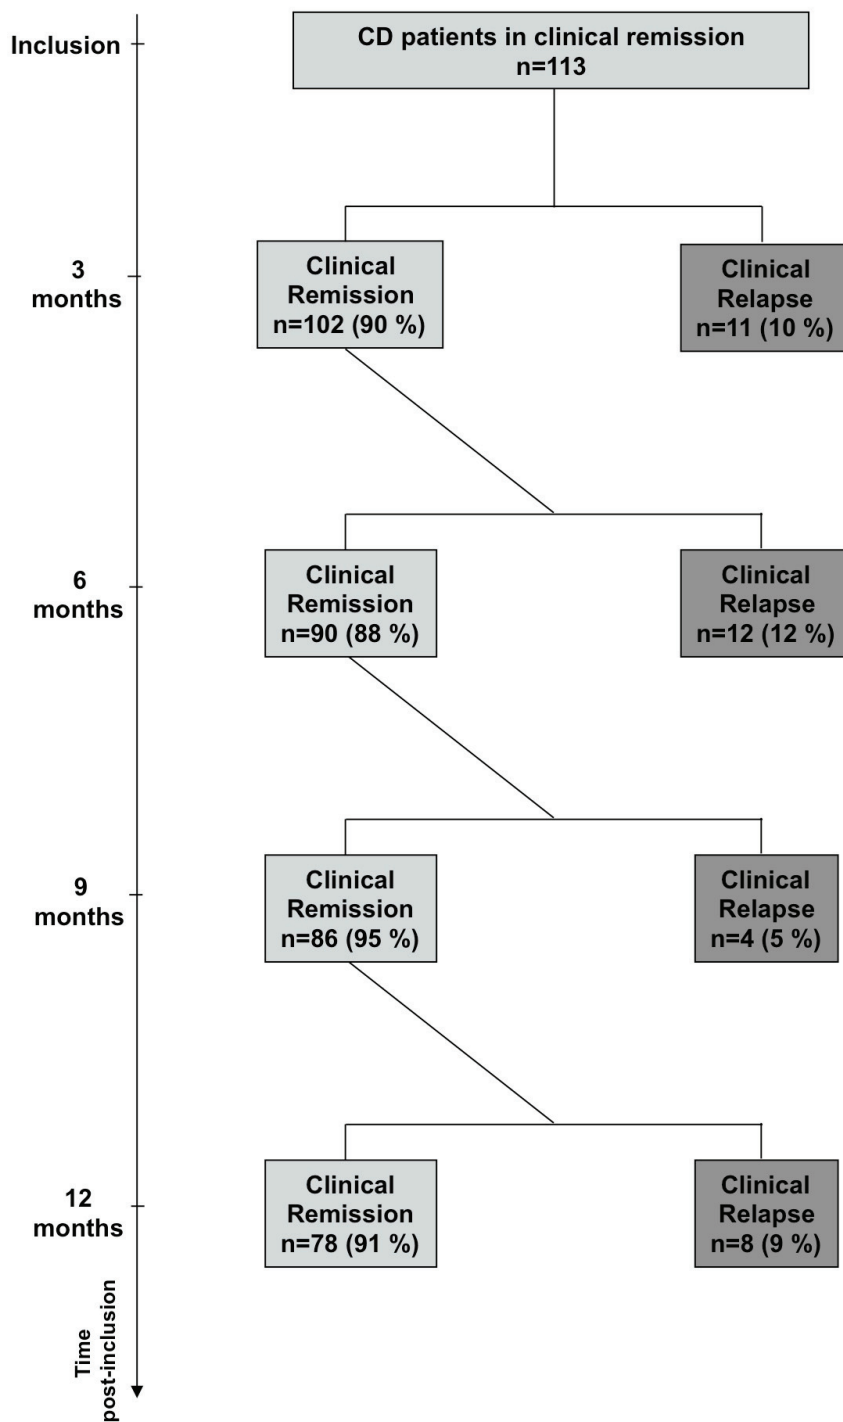 Inclusion
CD patients in clinical remission
n=113
3
months
Clinical
Remission
n=102 (90 %)
Clinical
Relapse
n=11 (10 %)
6
months
Clinical
Remission
n=90 (88 %)
Clinical
Relapse
n=12 (12 %)
9
months
Clinical
Remission
n=86 (95 %)
Clinical
Relapse
n=4 (5 %)
12
months
Clinical
Remission
n=78 (91 %)
Clinical
Relapse
n=8 (9 %)
Time
post-inclusion